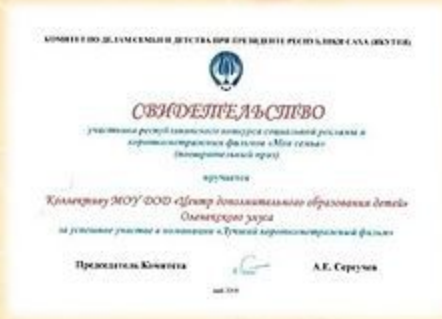 КОМИТЕТ ПО ДЕЛАМ СЕМЬИ И ДЕТСТВА ПРИ ПРЕЗИДЕНТЕ РЕСПУБЛИКИ САХА (ЯКУТИЯ)
СВИДЕТЕЛЬСТВО
участника республиканского конкурса социальной рекламы и
короткометражных фильмов «Моя семья»
(поощрительный приз)
вручается
Коллективу МОУ ДОД «Центр дополнительного образования детей»
Оленекского улуса
за успешное участие в номинации «Лучший короткометражный фильм»
Председатель Комитета А.Е.